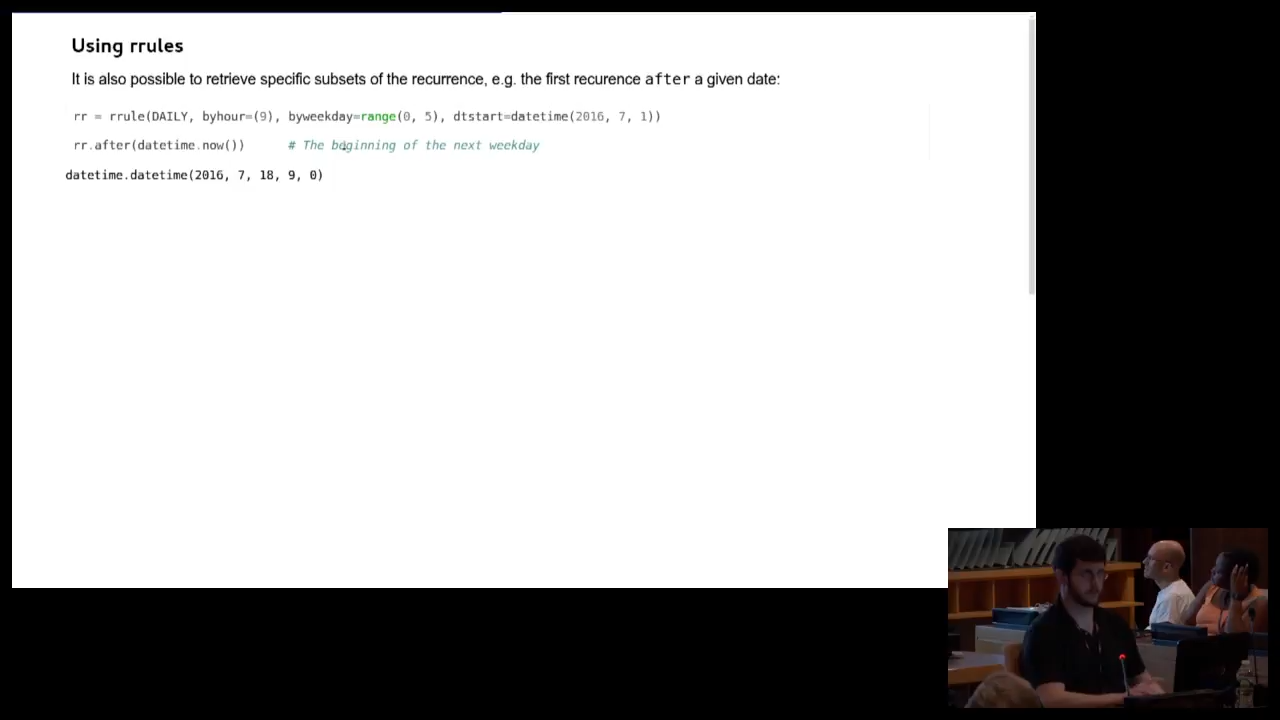 Using rrules
It is also possible to retrieve specific subsets of the recurrence, e.g. the first recurence after a given date:
rr = rrule(DAILY, byhour=(9), byweekday=range(0, 5), dtstart=datetime(2016, 7, 1))
rr.after(datetime.now()) # The beginning of the next weekday
datetime.datetime(2016, 7, 18, 9, 0)